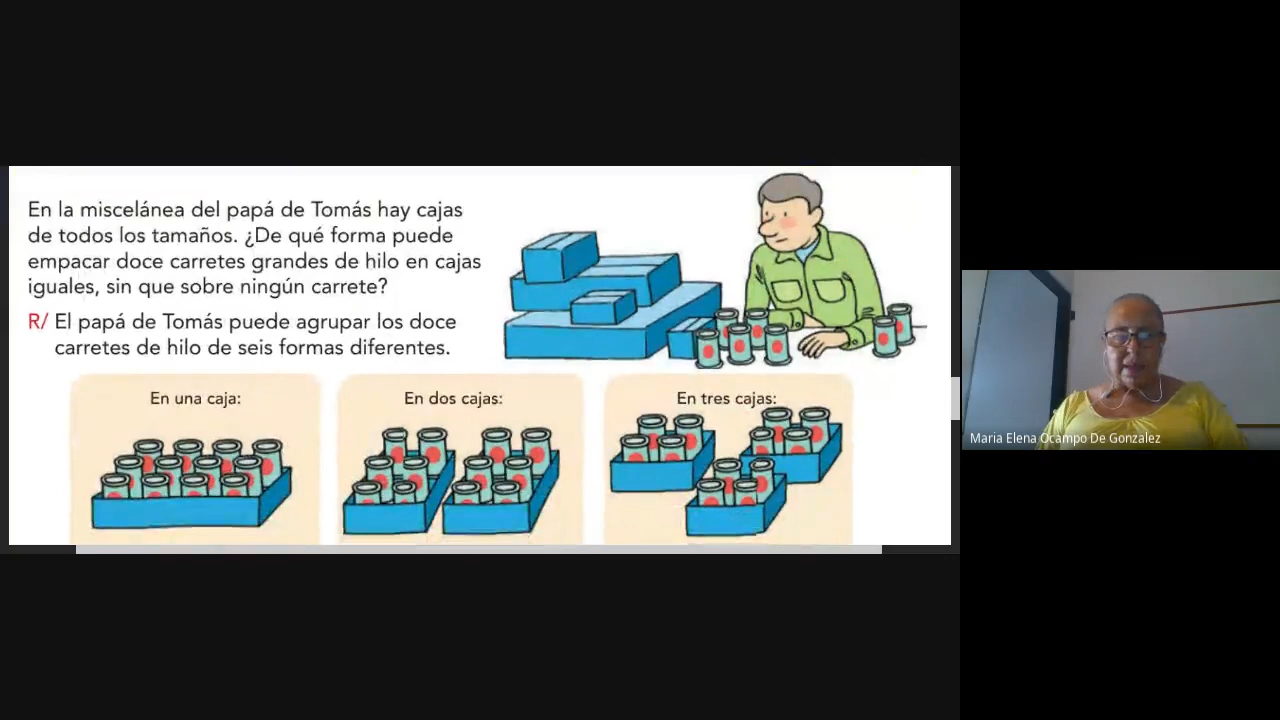 En la miscelánea del papá de Tomás hay cajas
de todos los tamaños. ¿De qué forma puede
empacar doce carretes grandes de hilo en cajas
iguales, sin que sobre ningún carrete?
R/ El papá de Tomás puede agrupar los doce
carretes de hilo de seis formas diferentes.
En una caja:
En dos cajas:
En tres cajas:
Maria Elena Ocampo De Gonzalez